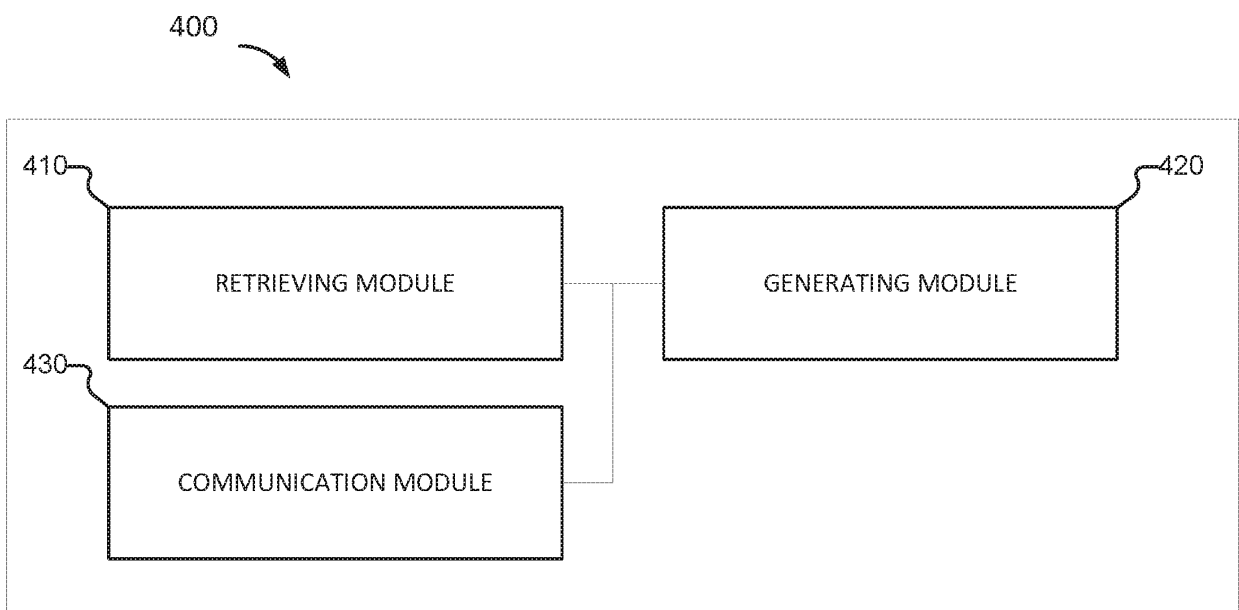 400
410
420
RETRIEVING MODULE
GENERATING MODULE
430
COMMUNICATION MODULE